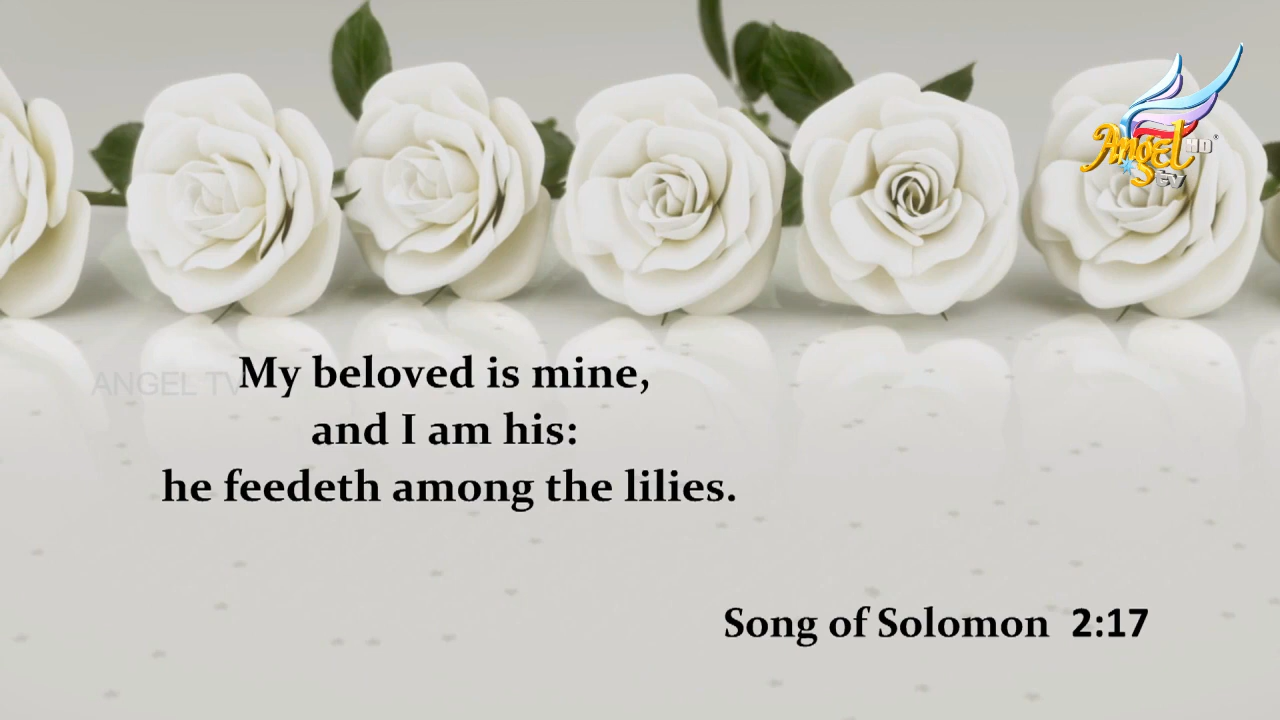 Angel
HD
tv
ANGEL TV
My beloved is mine,
and I am his:
he feedeth among the lilies.
Song of Solomon 2:17